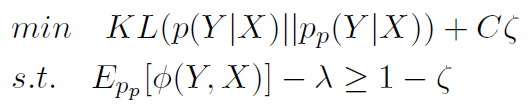 min KL(p(Y|X)||p_p(Y|X)) + Cζ
s.t. E_{p_p}[ϕ(Y, X)] − λ ≥ 1 − ζ